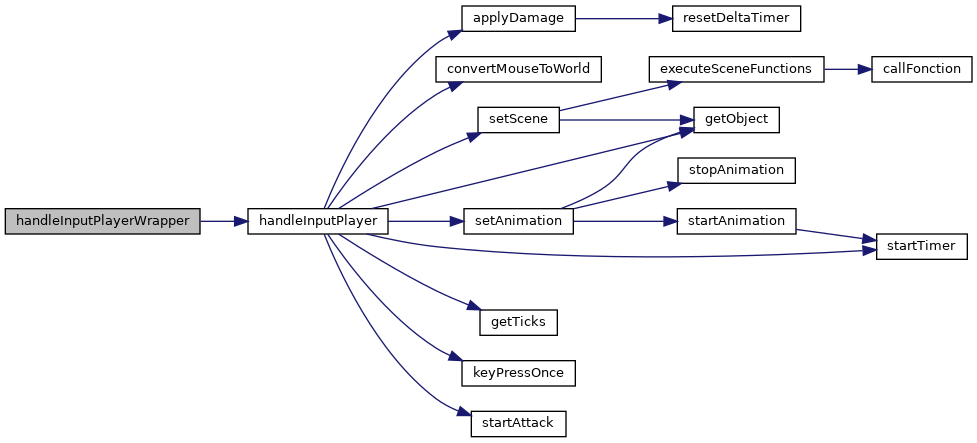 applyDamage
resetDeltaTimer
convertMouseToWorld
executeSceneFunctions
callFonction
setScene
getObject
stopAnimation
handleInputPlayerWrapper
handleInputPlayer
setAnimation
startAnimation
startTimer
getTicks
keyPressOnce
startAttack